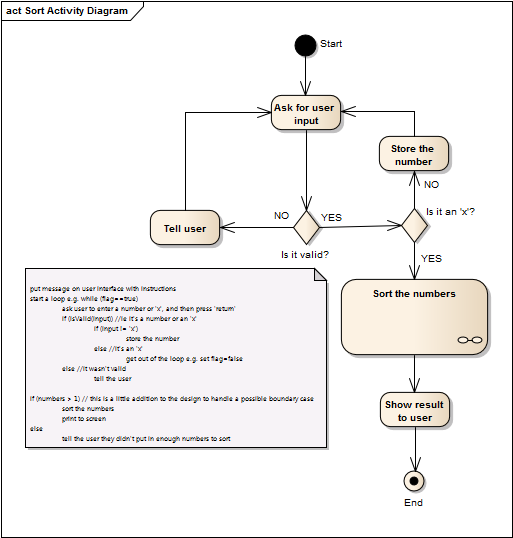 act Sort Activity Diagram
Start
Ask for user
input
Store the
number
NO
Tell user
NO
YES
Is it an 'x'?
Is it valid?
YES
Sort the numbers
put message on user interface with instructions
start a loop e.g. while (flag==true)
ask user to enter a number or 'x', and then press 'return'
if (isValid(input)) //ie it's a number or an 'x'
if (input != 'x')
store the number
else //it's an 'x'
get out of the loop e.g. set flag=false
else //it wasn't valid
tell the user
if (numbers > 1) // this is a little addition to the design to handle a possible boundary case
sort the numbers
print to screen
else
tell the user they didn't put in enough numbers to sort
Show result
to user
End